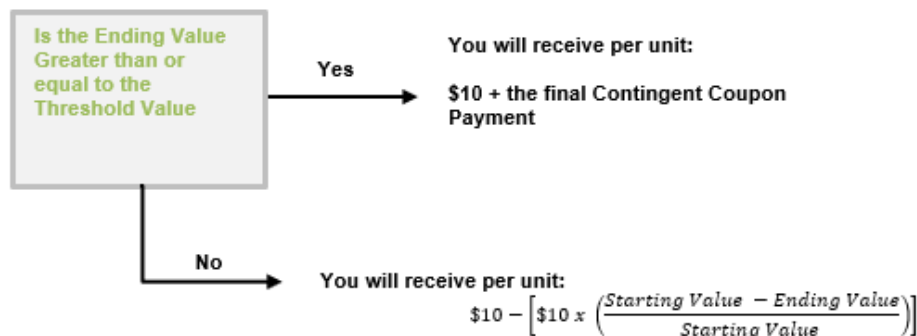 Is the Ending Value
Greater than or
equal to the
Threshold Value
Yes
You will receive per unit:
$10 + the final Contingent Coupon
Payment
No
You will receive per unit:
$10 − [$10 x (Starting Value − Ending Value / Starting Value)]